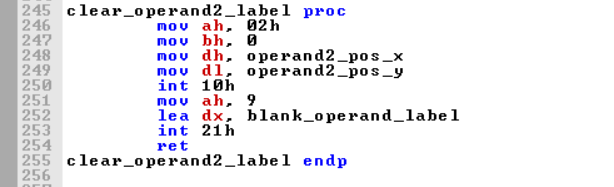 245 clear_operand2_label proc
246 mov ah, 02h
247 mov bh, 0
248 mov dh, operand2_pos_x
249 mov dl, operand2_pos_y
250 int 10h
251 mov ah, 9
252 lea dx, blank_operand_label
253 int 21h
254 ret
255 clear_operand2_label endp
256